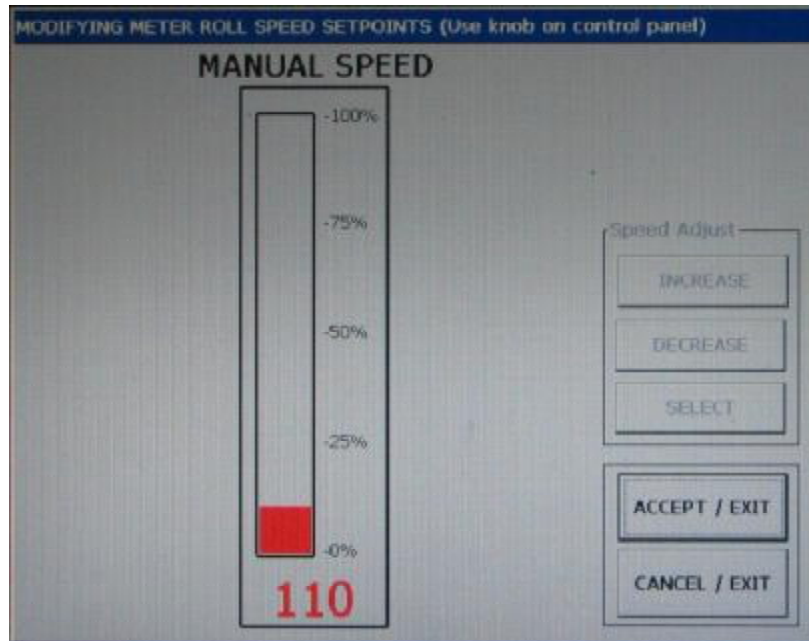 MODIFYING METER ROLL SPEED SETPOINTS (Use knob on control panel)
MANUAL SPEED
-100%
-75%
-50%
-25%
-0%
110
Speed Adjust
INCREASE
DECREASE
SELECT
ACCEPT / EXIT
CANCEL / EXIT